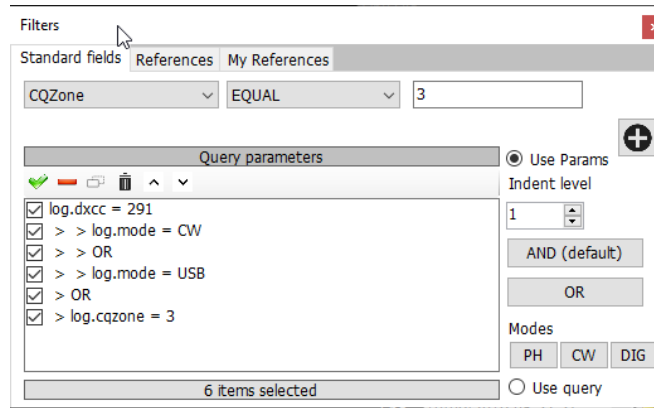 Filters
Standard fields References My References
CQZone EQUAL 3
Query parameters
Use Params
Indent level
1
log.dxcc = 291
> > log.mode = CW
> > OR
> > log.mode = USB
> OR
> log.cqzone = 3
AND (default)
OR
Modes
PH CW DIG
6 items selected
Use query